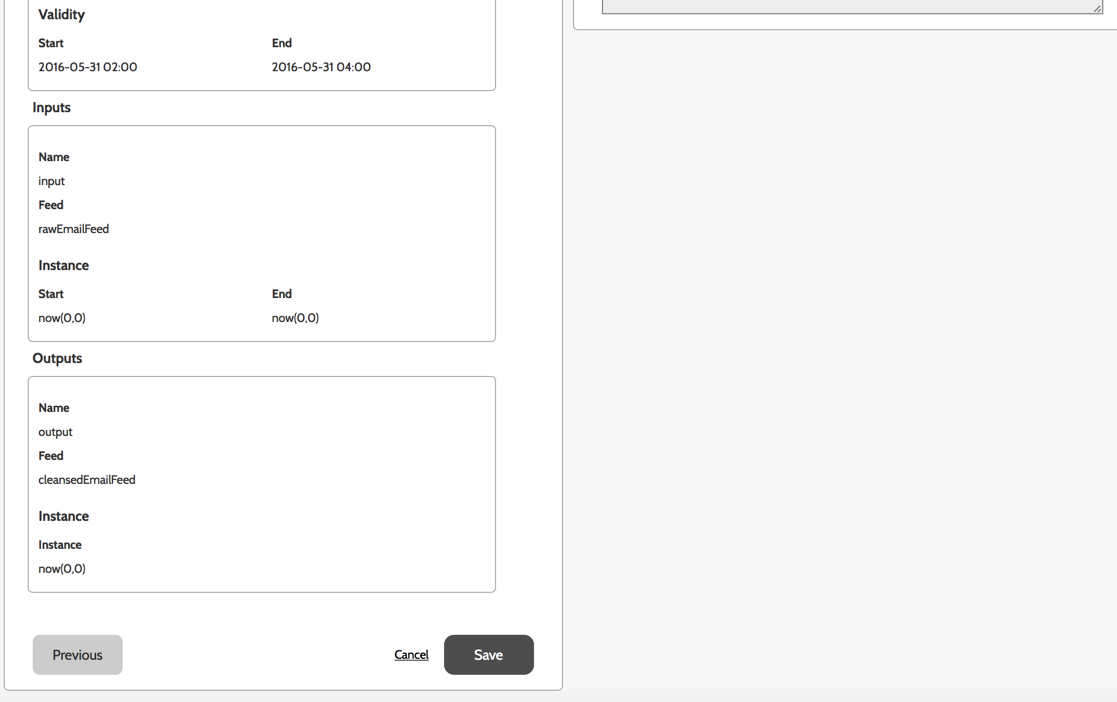 Validity
Start End
2016-05-31 02:00 2016-05-31 04:00
Inputs
Name
input
Feed
rawEmailFeed
Instance
Start End
now(0,0) now(0,0)
Outputs
Name
output
Feed
cleansedEmailFeed
Instance
Instance
now(0,0)
Previous Cancel Save